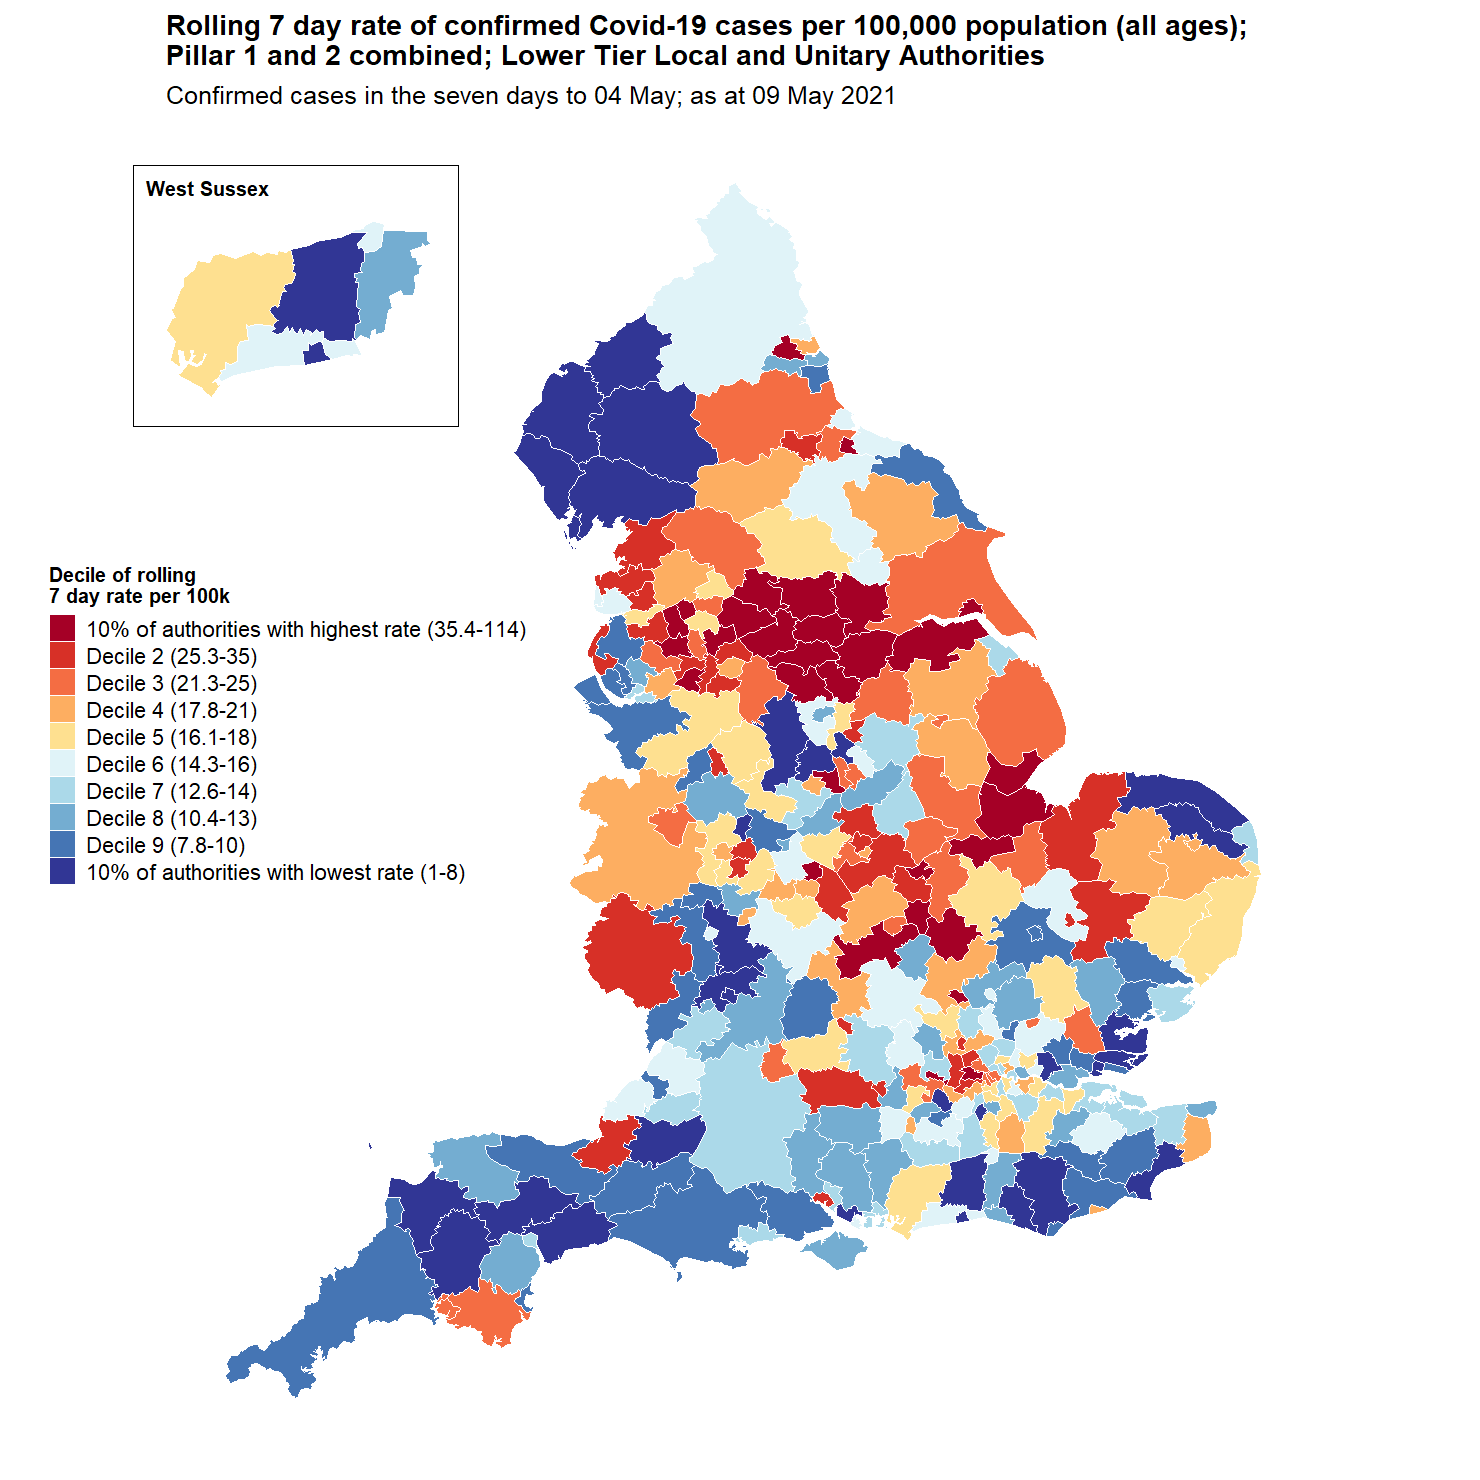 Rolling 7 day rate of confirmed Covid-19 cases per 100,000 population (all ages);
Pillar 1 and 2 combined; Lower Tier Local and Unitary Authorities
Confirmed cases in the seven days to 04 May; as at 09 May 2021
West Sussex
Decile of rolling
7 day rate per 100k
10% of authorities with highest rate (35.4-114)
Decile 2 (25.3-35)
Decile 3 (21.3-25)
Decile 4 (17.8-21)
Decile 5 (16.1-18)
Decile 6 (14.3-16)
Decile 7 (12.6-14)
Decile 8 (10.4-13)
Decile 9 (7.8-10)
10% of authorities with lowest rate (1-8)